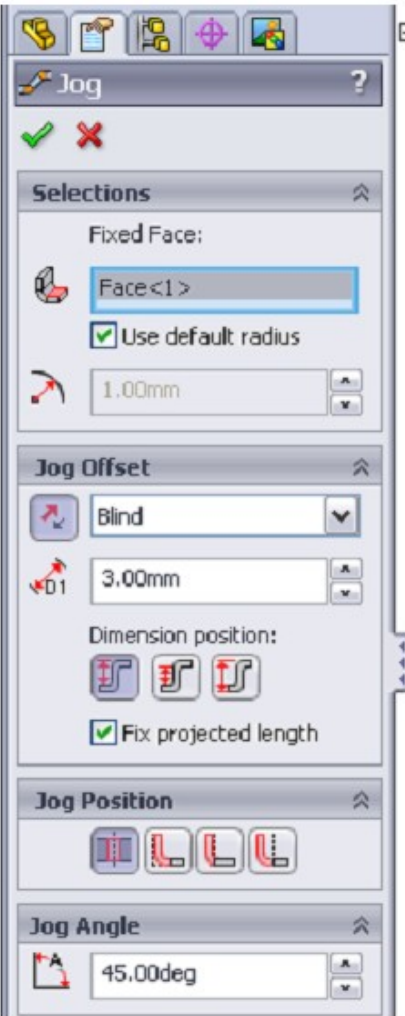 Jog ?
Selections
Fixed Face:
Face<1>
Use default radius
1.00mm
Jog Offset
Blind
D1 3.00mm
Dimension position:
Fix projected length
Jog Position
Jog Angle
A 45.00deg